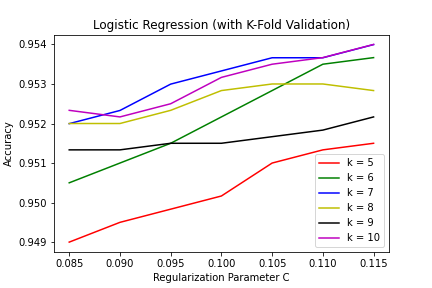 Logistic Regression (with K-Fold Validation)
Accuracy
0.954
0.953
0.952
0.951
0.950
0.949
0.085 0.090 0.095 0.100 0.105 0.110 0.115
Regularization Parameter C
k = 5
k = 6
k = 7
k = 8
k = 9
k = 10